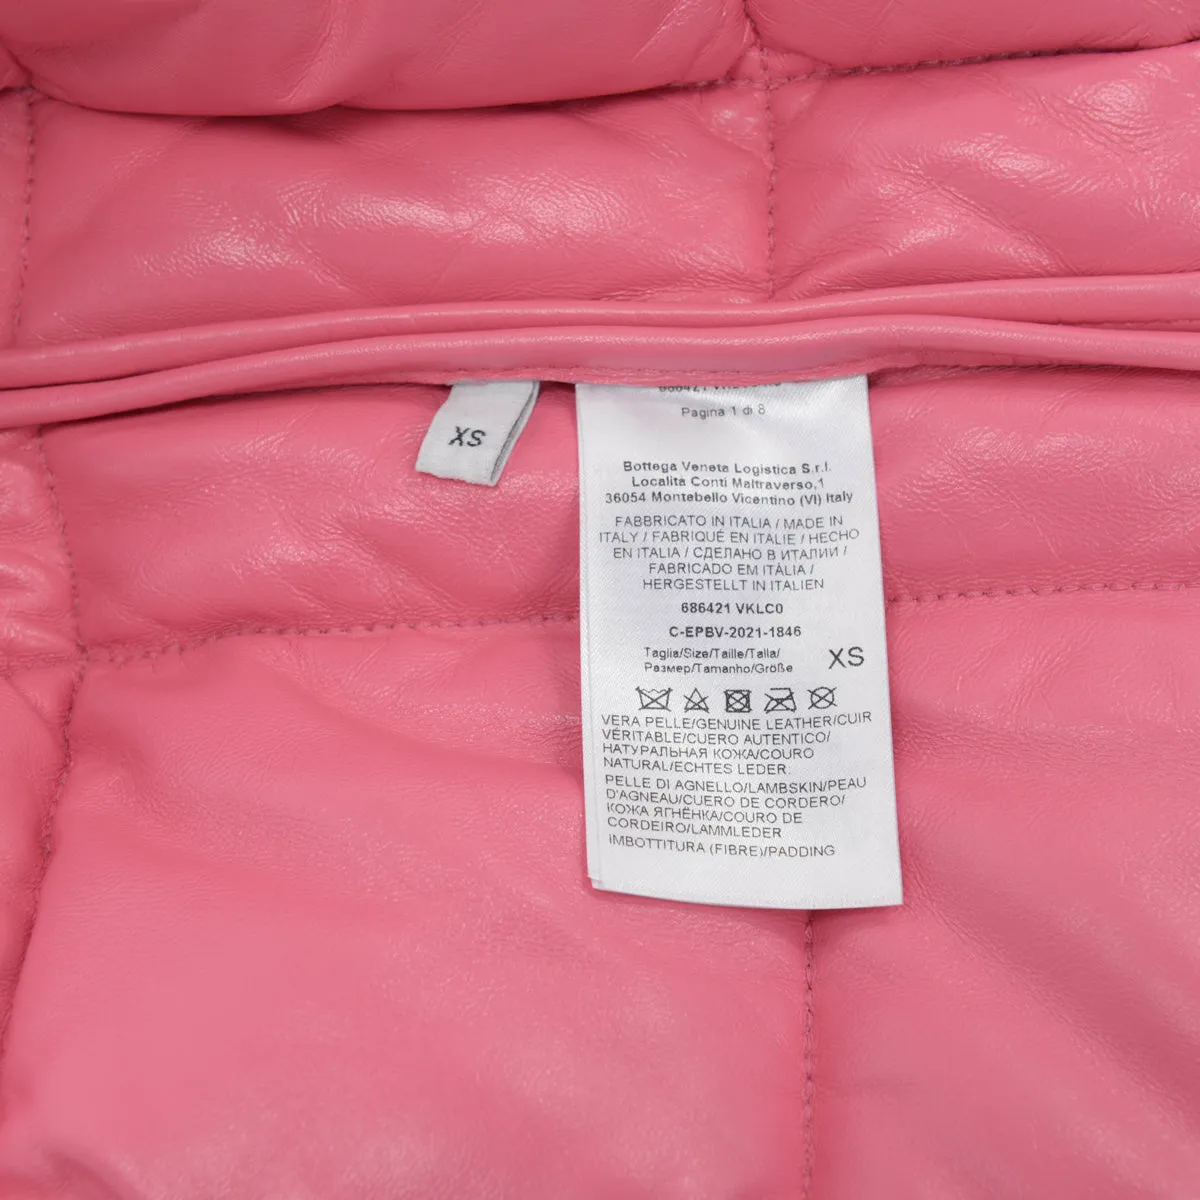 XS
686421
Pagina 1 di 8
Bottega Veneta Logistica S.r.l.
Localita Conti Maltraverso,1
36054 Montebello Vicentino (VI) Italy
FABBRICATO IN ITALIA / MADE IN
ITALY / FABRIQUÉ EN ITALIE / HECHO
EN ITALIA / СДЕЛАНО В ИТАЛИИ /
FABRICADO EM ITÁLIA /
HERGESTELLT IN ITALIEN
686421 VKLC0
C-EPBV-2021-1846
Taglia/Size/Taille/Talla/
Размер/Tamanho/Größe XS
VERA PELLE/GENUINE LEATHER/CUIR
VÉRITABLE/CUERO AUTENTICO/
НАТУРАЛЬНАЯ КОЖА/COURO
NATURAL/ECHTES LEDER:
PELLE DI AGNELLO/LAMBSKIN/PEAU
D'AGNEAU/CUERO DE CORDERO/
КОЖА ЯГНЁНКА/COURO DE
CORDEIRO/LAMMLEDER
IMBOTTITURA (FIBRE)/PADDING